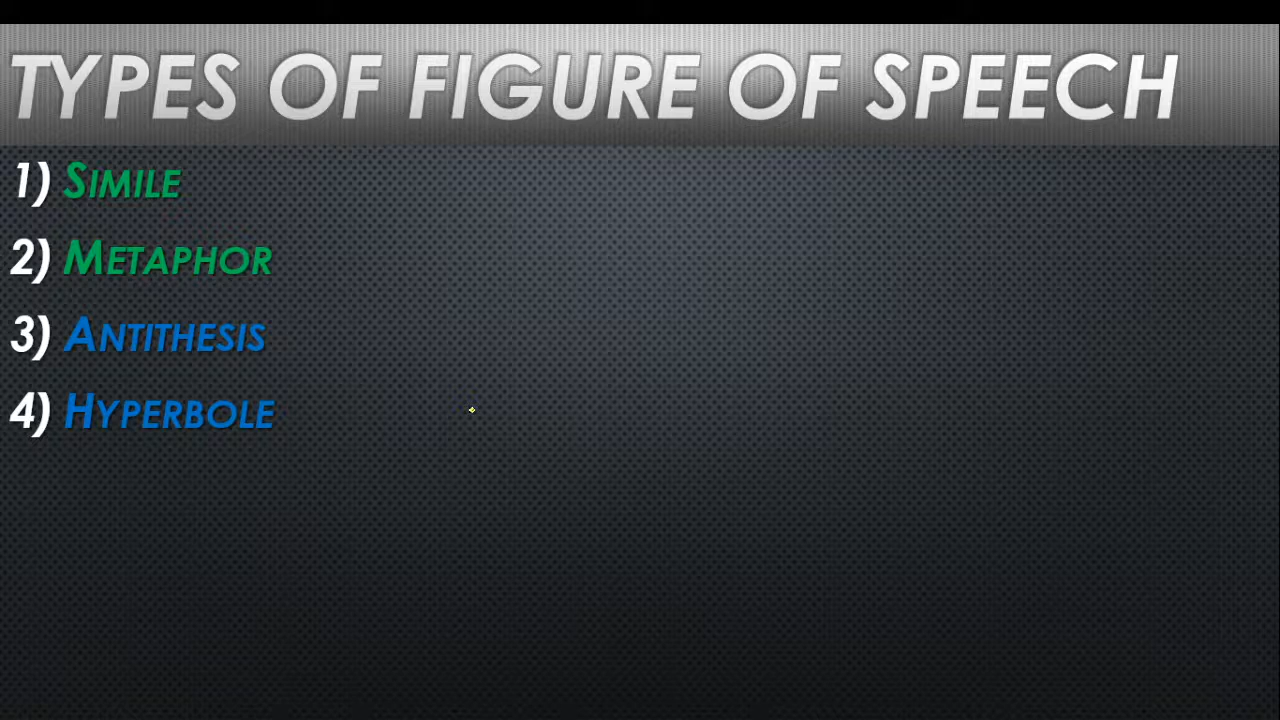 TYPES OF FIGURE OF SPEECH
1) SIMILE
2) METAPHOR
3) ANTITHESIS
4) HYPERBOLE